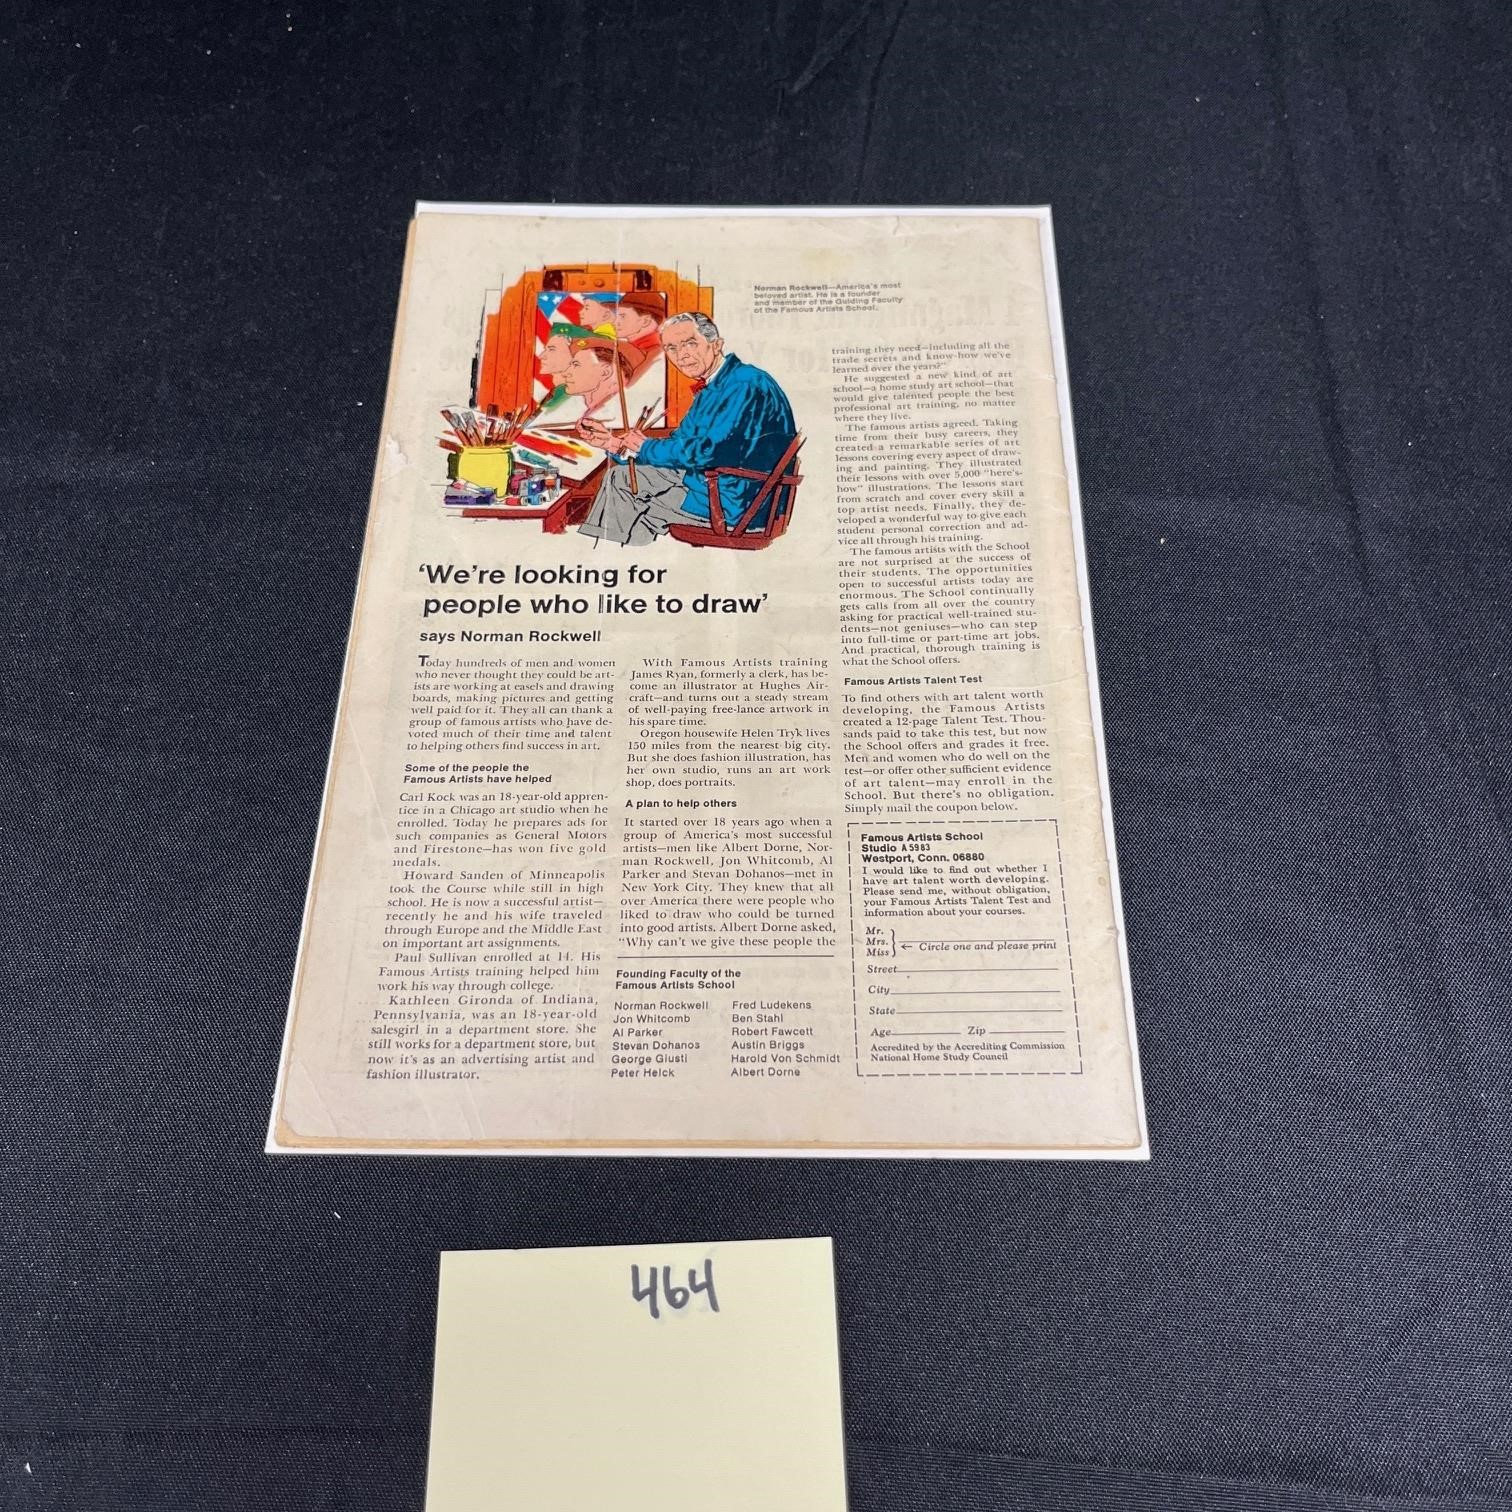 Norman Rockwell—America's most
beloved artist. He is a founder
and member of the Guiding Faculty
of the Famous Artists School.
'We're looking for
people who like to draw'
says Norman Rockwell
Today hundreds of men and women
who never thought they could be art-
ists are working at easels and drawing
boards, making pictures and getting
well paid for it. They all can thank a
group of famous artists who have de-
voted much of their time and talent
to helping others find success in art.
Some of the people the
Famous Artists have helped
Carl Kock was an 18-year-old appren-
tice in a Chicago art studio when he
enrolled. Today he prepares ads for
such companies as General Motors
and Firestone—has won five gold
medals.
Howard Sanden of Minneapolis
took the Course while still in high
school. He is now a successful artist—
recently he and his wife traveled
through Europe and the Middle East
on important art assignments.
Paul Sullivan enrolled at 14. His
Famous Artists training helped him
work his way through college.
Kathleen Gironda of Indiana,
Pennsylvania, was an 18-year-old
salesgirl in a department store. She
still works for a department store, but
now it's as an advertising artist and
fashion illustrator.
With Famous Artists training
James Ryan, formerly a clerk, has be-
come an illustrator at Hughes Air-
craft—and turns out a steady stream
of well-paying free-lance artwork in
his spare time.
Oregon housewife Helen Tryk lives
150 miles from the nearest big city.
But she does fashion illustration, has
her own studio, runs an art work
shop, does portraits.
A plan to help others
It started over 18 years ago when a
group of America's most successful
artists—men like Albert Dorne, Nor-
man Rockwell, Jon Whitcomb, Al
Parker and Stevan Dohanos—met in
New York City. They knew that all
over America there were people who
liked to draw who could be turned
into good artists. Albert Dorne asked,
"Why can't we give these people the
training they need—including all the
trade secrets and know-how we've
learned over the years?"
He suggested a new kind of art
school—a home study art school—that
would give talented people the best
professional art training, no matter
where they live.
The famous artists agreed. Taking
time from their busy careers, they
created a remarkable series of art
lessons covering every aspect of draw-
ing and painting. They illustrated
their lessons with over 5,000 "here's-
how" illustrations. The lessons start
from scratch and cover every skill a
top artist needs. Finally, they de-
veloped a wonderful way to give each
student personal correction and ad-
vice all through his training.
The famous artists with the School
are not surprised at the success of
their students. The opportunities
open to successful artists today are
enormous. The School continually
gets calls from all over the country
asking for practical well-trained stu-
dents—not geniuses—who can step
into full-time or part-time art jobs.
And practical, thorough training is
what the School offers.
Famous Artists Talent Test
To find others with art talent worth
developing, the Famous Artists
created a 12-page Talent Test. Thou-
sands paid to take this test, but now
the School offers and grades it free.
Men and women who do well on the
test—or offer other sufficient evidence
of art talent—may enroll in the
School. But there's no obligation.
Simply mail the coupon below.
Founding Faculty of the
Famous Artists School
Norman Rockwell
Jon Whitcomb
Al Parker
Stevan Dohanos
George Giusti
Peter Helck
Fred Ludekens
Ben Stahl
Robert Fawcett
Austin Briggs
Harold Von Schmidt
Albert Dorne
Famous Artists School
Studio A 5983
Westport, Conn. 06880
I would like to find out whether I
have art talent worth developing.
Please send me, without obligation,
your Famous Artists Talent Test and
information about your courses.
Mr.
Mrs.
Miss
← Circle one and please print
Street
City
State
Age Zip
Accredited by the Accrediting Commission
National Home Study Council
464